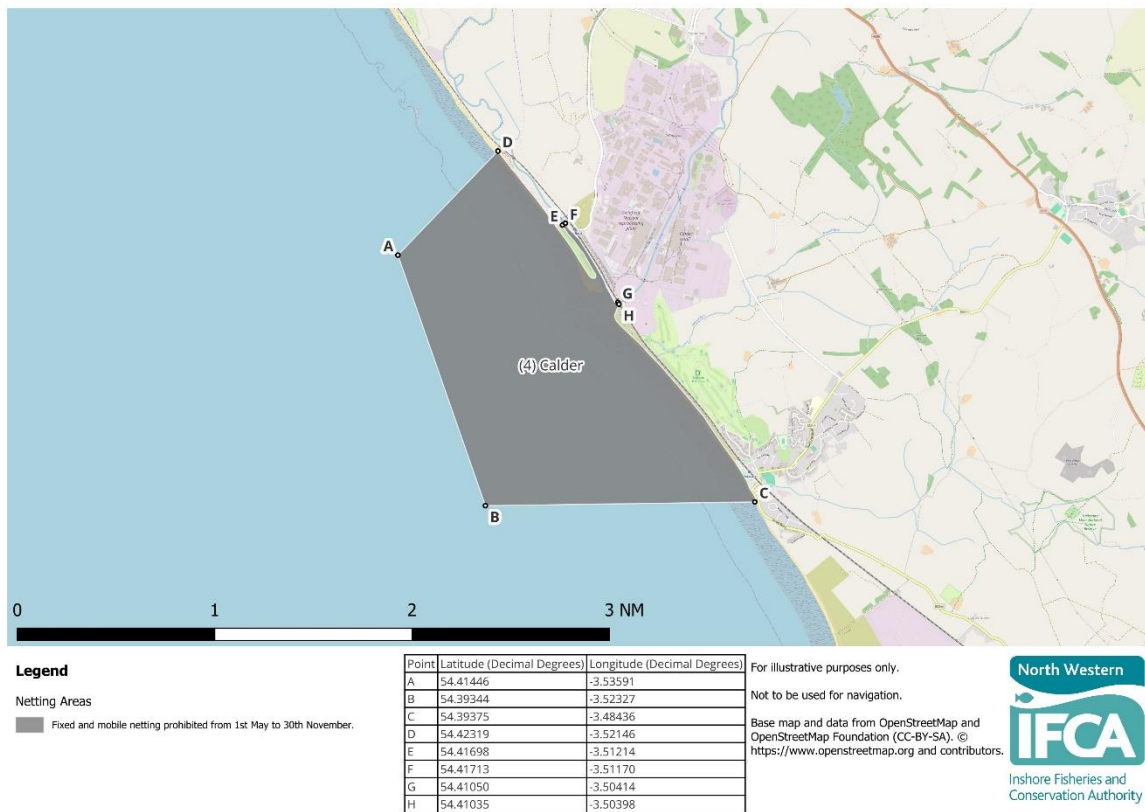 D
E
F
A
G
H
(4) Calder
B
C
0 1 2 3 NM
Legend
Netting Areas
Fixed and mobile netting prohibited from 1st May to 30th November.
Point Latitude (Decimal Degrees) Longitude (Decimal Degrees)
A 54.41446 -3.53591
B 54.39344 -3.52327
C 54.39375 -3.48436
D 54.42319 -3.52146
E 54.41698 -3.51214
F 54.41713 -3.51170
G 54.41050 -3.50414
H 54.41035 -3.50398
For illustrative purposes only.
Not to be used for navigation.
Base map and data from OpenStreetMap and
OpenStreetMap Foundation (CC-BY-SA). ©
https://www.openstreetmap.org and contributors.
North Western
IFCA
Inshore Fisheries and
Conservation Authority